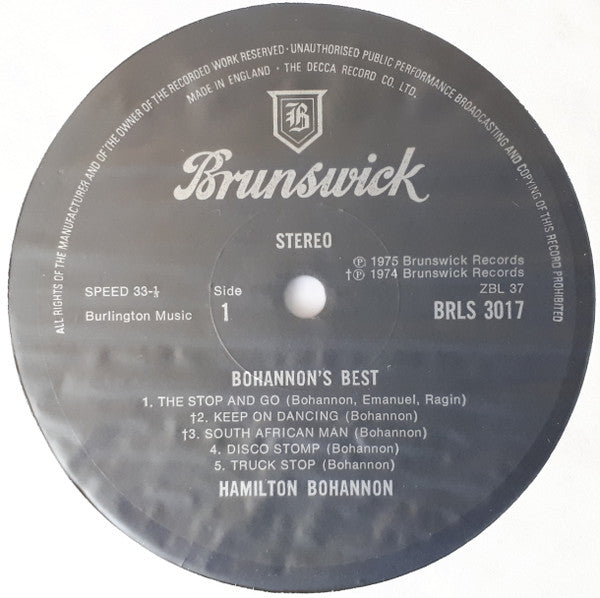 ALL RIGHTS OF THE MANUFACTURER AND OF THE OWNER OF THE RECORDED WORK RESERVED · UNAUTHORISED PUBLIC PERFORMANCE BROADCASTING AND COPYING OF THIS RECORD PROHIBITED
MADE IN ENGLAND · THE DECCA RECORD CO. LTD.
B
Brunswick
STEREO
Ⓟ 1975 Brunswick Records
†Ⓟ 1974 Brunswick Records
SPEED 33-⅓ Side ZBL 37
Burlington Music 1 BRLS 3017
BOHANNON'S BEST
1. THE STOP AND GO (Bohannon, Emanuel, Ragin)
†2. KEEP ON DANCING (Bohannon)
†3. SOUTH AFRICAN MAN (Bohannon)
4. DISCO STOMP (Bohannon)
5. TRUCK STOP (Bohannon)
HAMILTON BOHANNON